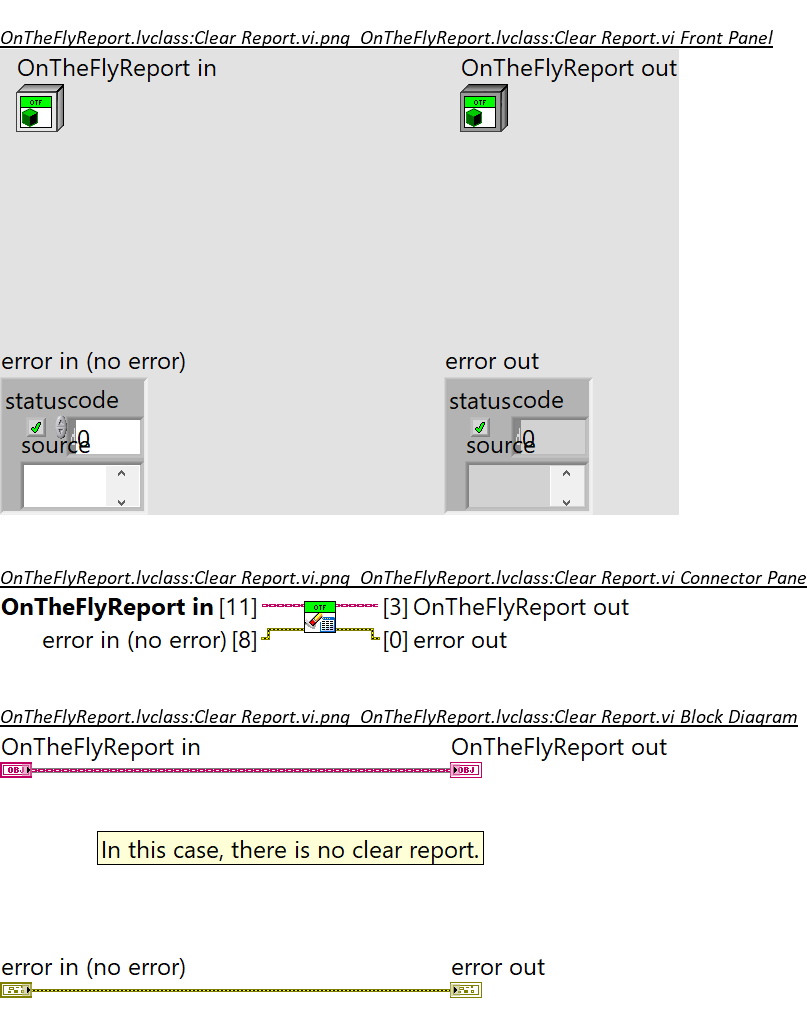 OnTheFlyReport.lvclass:Clear Report.vi.png OnTheFlyReport.lvclass:Clear Report.vi Front Panel
OnTheFlyReport in OnTheFlyReport out
OTF OTF
error in (no error) error out
status code status code
0 0
source source
OnTheFlyReport.lvclass:Clear Report.vi.png OnTheFlyReport.lvclass:Clear Report.vi Connector Pane
OnTheFlyReport in [11] OTF [3] OnTheFlyReport out
error in (no error) [8] [0] error out
OnTheFlyReport.lvclass:Clear Report.vi.png OnTheFlyReport.lvclass:Clear Report.vi Block Diagram
OnTheFlyReport in OnTheFlyReport out
OBJ OBJ
In this case, there is no clear report.
error in (no error) error out